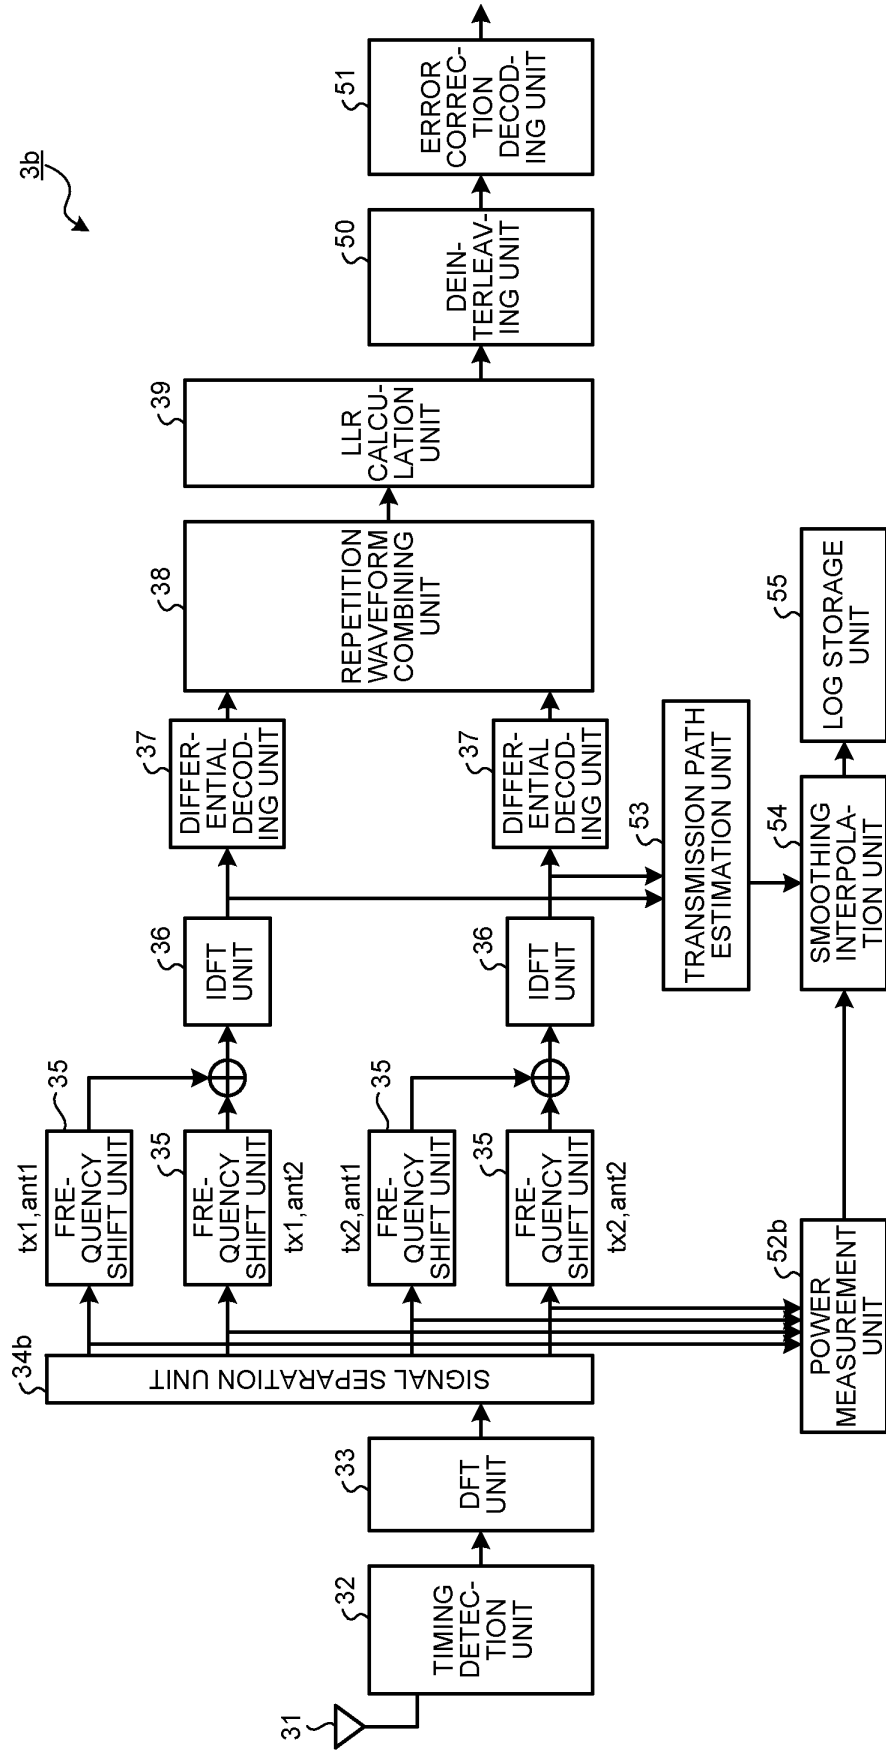 3b
31
32
TIMING
DETEC-
TION
UNIT
33
DFT
UNIT
34b
SIGNAL SEPARATION UNIT
tx1,ant1
35
FRE-
QUENCY
SHIFT UNIT
35
FRE-
QUENCY
SHIFT UNIT
tx1,ant2
tx2,ant1
35
FRE-
QUENCY
SHIFT UNIT
35
FRE-
QUENCY
SHIFT UNIT
tx2,ant2
36
IDFT
UNIT
36
IDFT
UNIT
37
DIFFER-
ENTIAL
DECOD-
ING UNIT
37
DIFFER-
ENTIAL
DECOD-
ING UNIT
38
REPETITION
WAVEFORM
COMBINING
UNIT
39
LLR
CALCU-
LATION
UNIT
50
DEIN-
TERLEAV-
ING UNIT
51
ERROR
CORREC-
TION
DECOD-
ING UNIT
52b
POWER
MEASUREMENT
UNIT
53
TRANSMISSION PATH
ESTIMATION UNIT
54
SMOOTHING
INTERPOLA-
TION UNIT
55
LOG STORAGE
UNIT